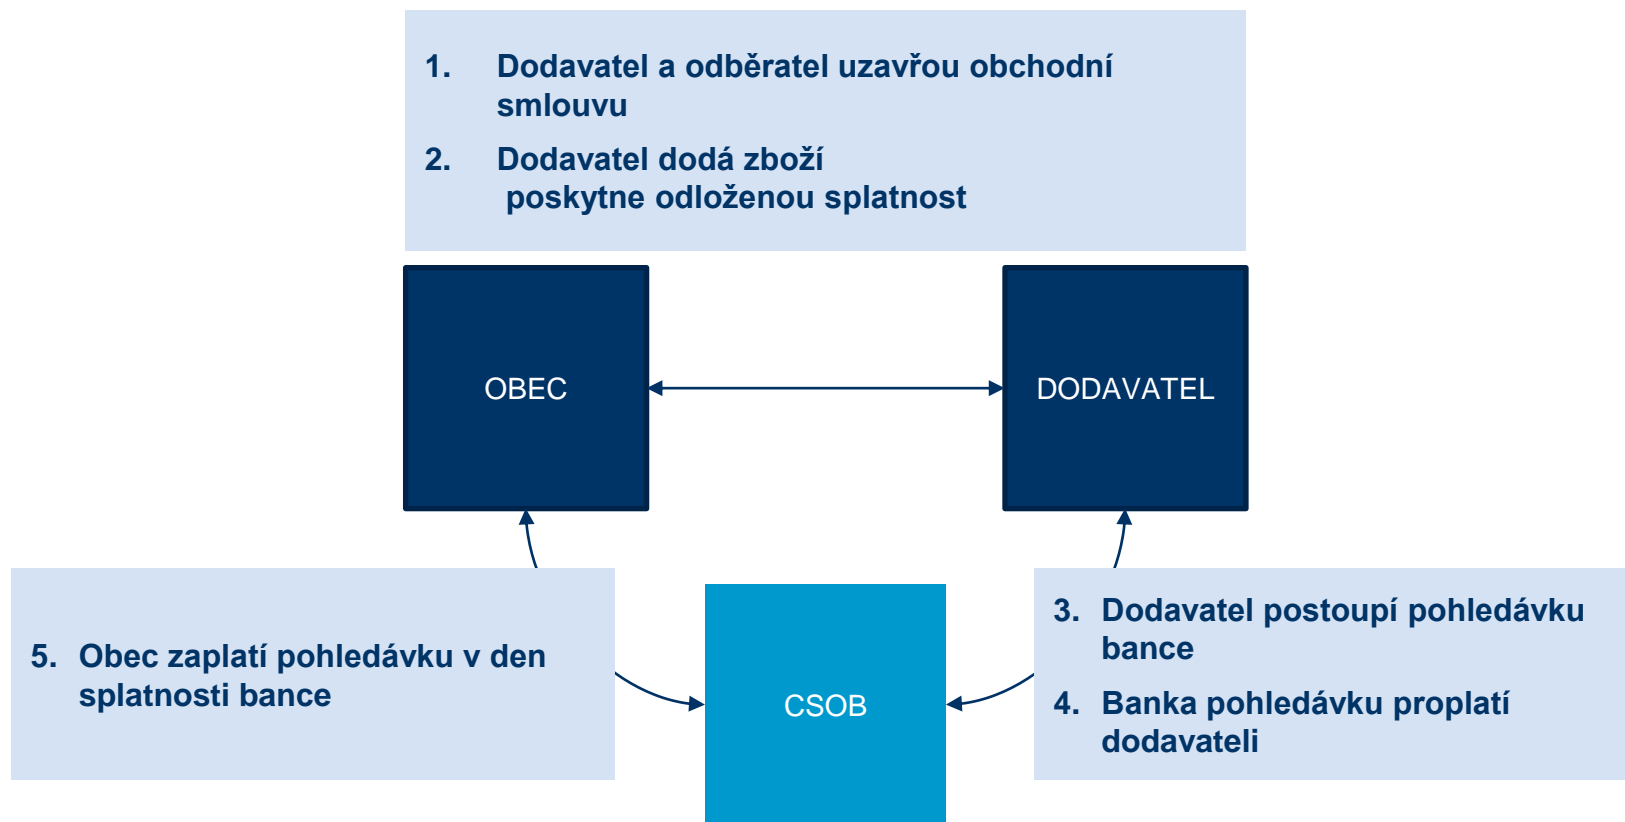 1. Dodavatel a odběratel uzavřou obchodní
smlouvu
2. Dodavatel dodá zboží
poskytne odloženou splatnost
OBEC
DODAVATEL
5. Obec zaplatí pohledávku v den
splatnosti bance
CSOB
3. Dodavatel postoupí pohledávku
bance
4. Banka pohledávku proplatí
dodavateli